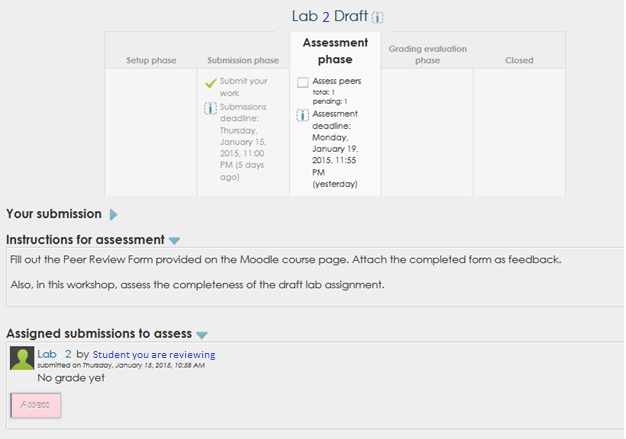 Lab 2 Draft
Setup phase
Submission phase
Assessment
phase
Grading evaluation
phase
Closed
Submit your
work
Submissions
deadline:
Thursday,
January 15,
2015, 11:00
PM (5 days
ago)
Assess peers
total: 1
pending: 1
Assessment
deadline:
Monday,
January 19,
2015, 11:55
PM
(yesterday)
Your submission
Instructions for assessment
Fill out the Peer Review Form provided on the Moodle course page. Attach the completed form as feedback.
Also, in this workshop, assess the completeness of the draft lab assignment.
Assigned submissions to assess
Lab 2 by Student you are reviewing
submitted on Thursday, January 15, 2015, 10:58 AM
No grade yet
Assess